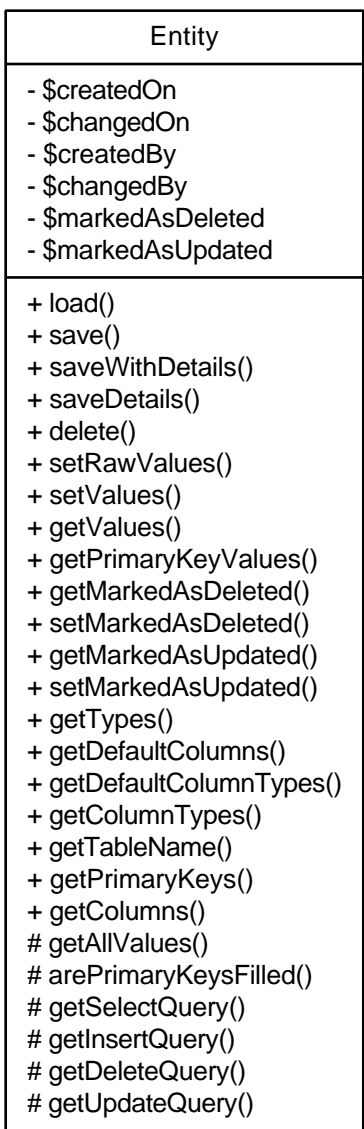 Entity
- $createdOn
- $changedOn
- $createdBy
- $changedBy
- $markedAsDeleted
- $markedAsUpdated
+ load()
+ save()
+ saveWithDetails()
+ saveDetails()
+ delete()
+ setRawValues()
+ setValues()
+ getValues()
+ getPrimaryKeyValues()
+ getMarkedAsDeleted()
+ setMarkedAsDeleted()
+ getMarkedAsUpdated()
+ setMarkedAsUpdated()
+ getTypes()
+ getDefaultColumns()
+ getDefaultColumnTypes()
+ getColumnTypes()
+ getTableName()
+ getPrimaryKeys()
+ getColumns()
# getAllValues()
# arePrimaryKeysFilled()
# getSelectQuery()
# getInsertQuery()
# getDeleteQuery()
# getUpdateQuery()